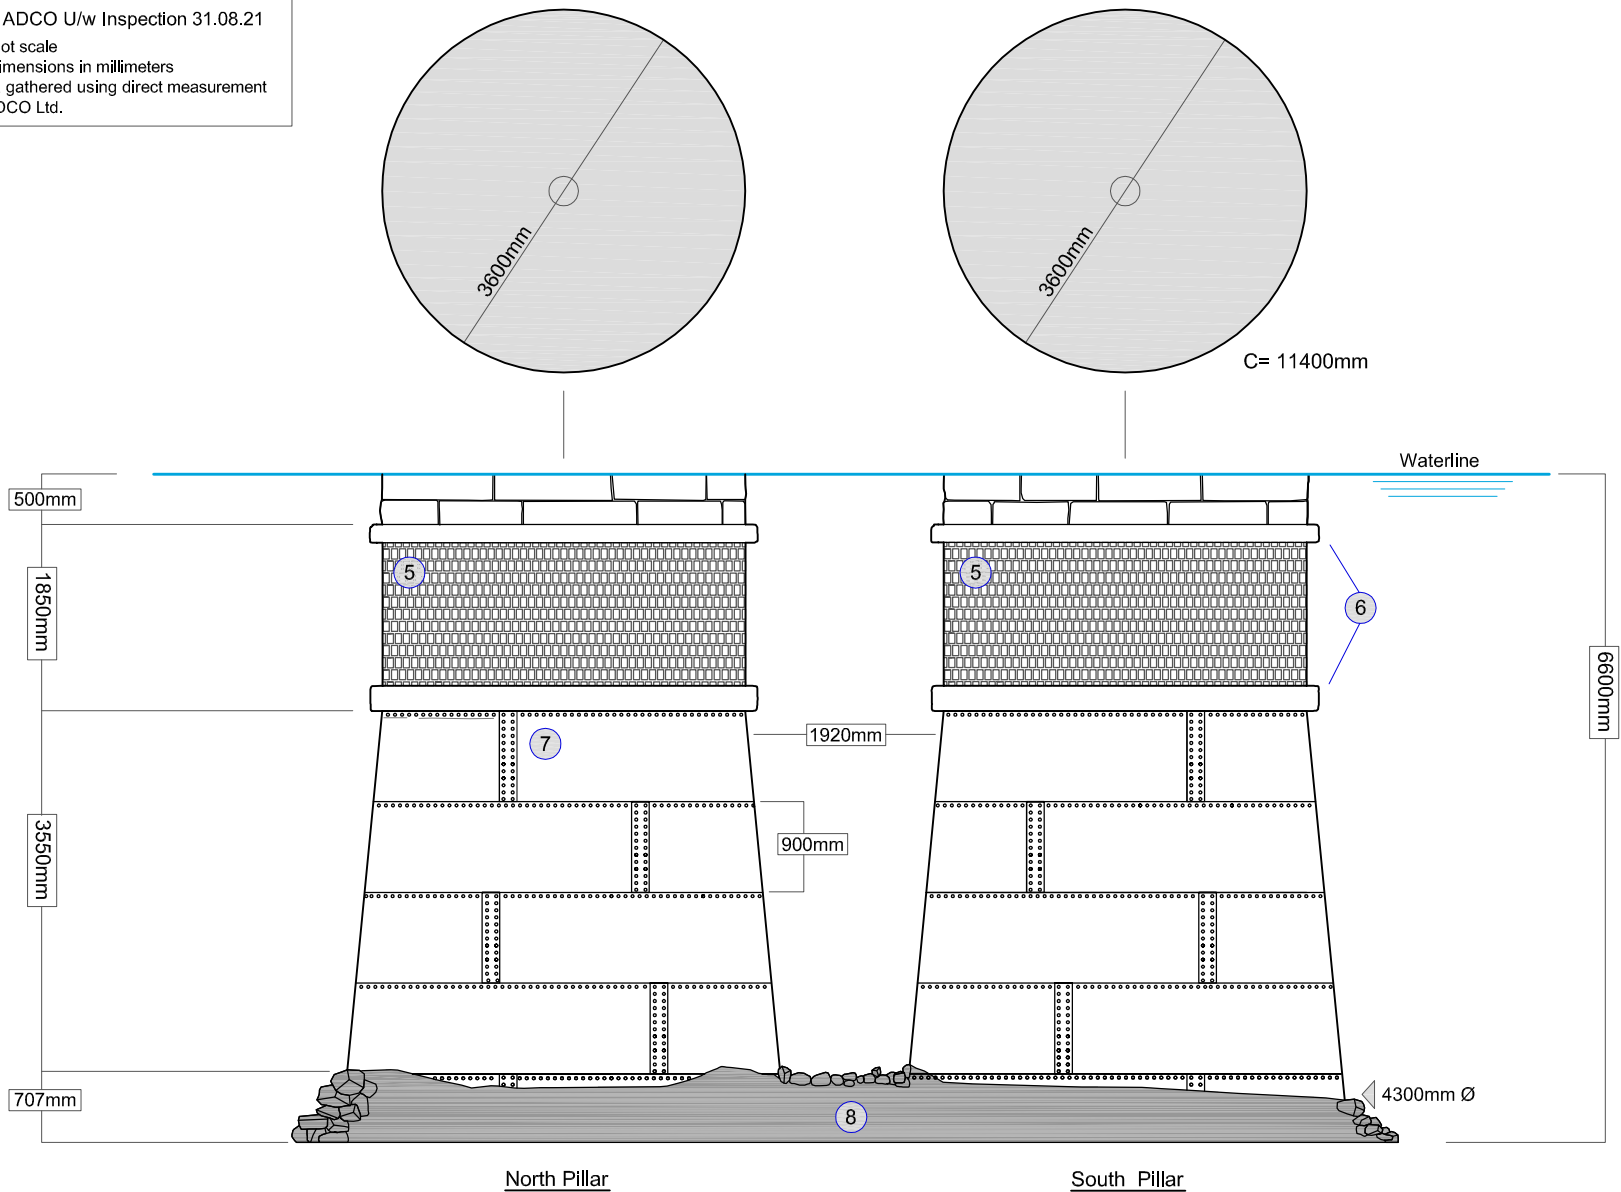 ADCO U/w Inspection 31.08.21
ot scale
imensions in millimeters
gathered using direct measurement
DCO Ltd.
3600mm
3600mm
C= 11400mm
Waterline
500mm
5
5
1850mm
6
6600mm
7
1920mm
3550mm
900mm
707mm
8
4300mm Ø
North Pillar
South Pillar